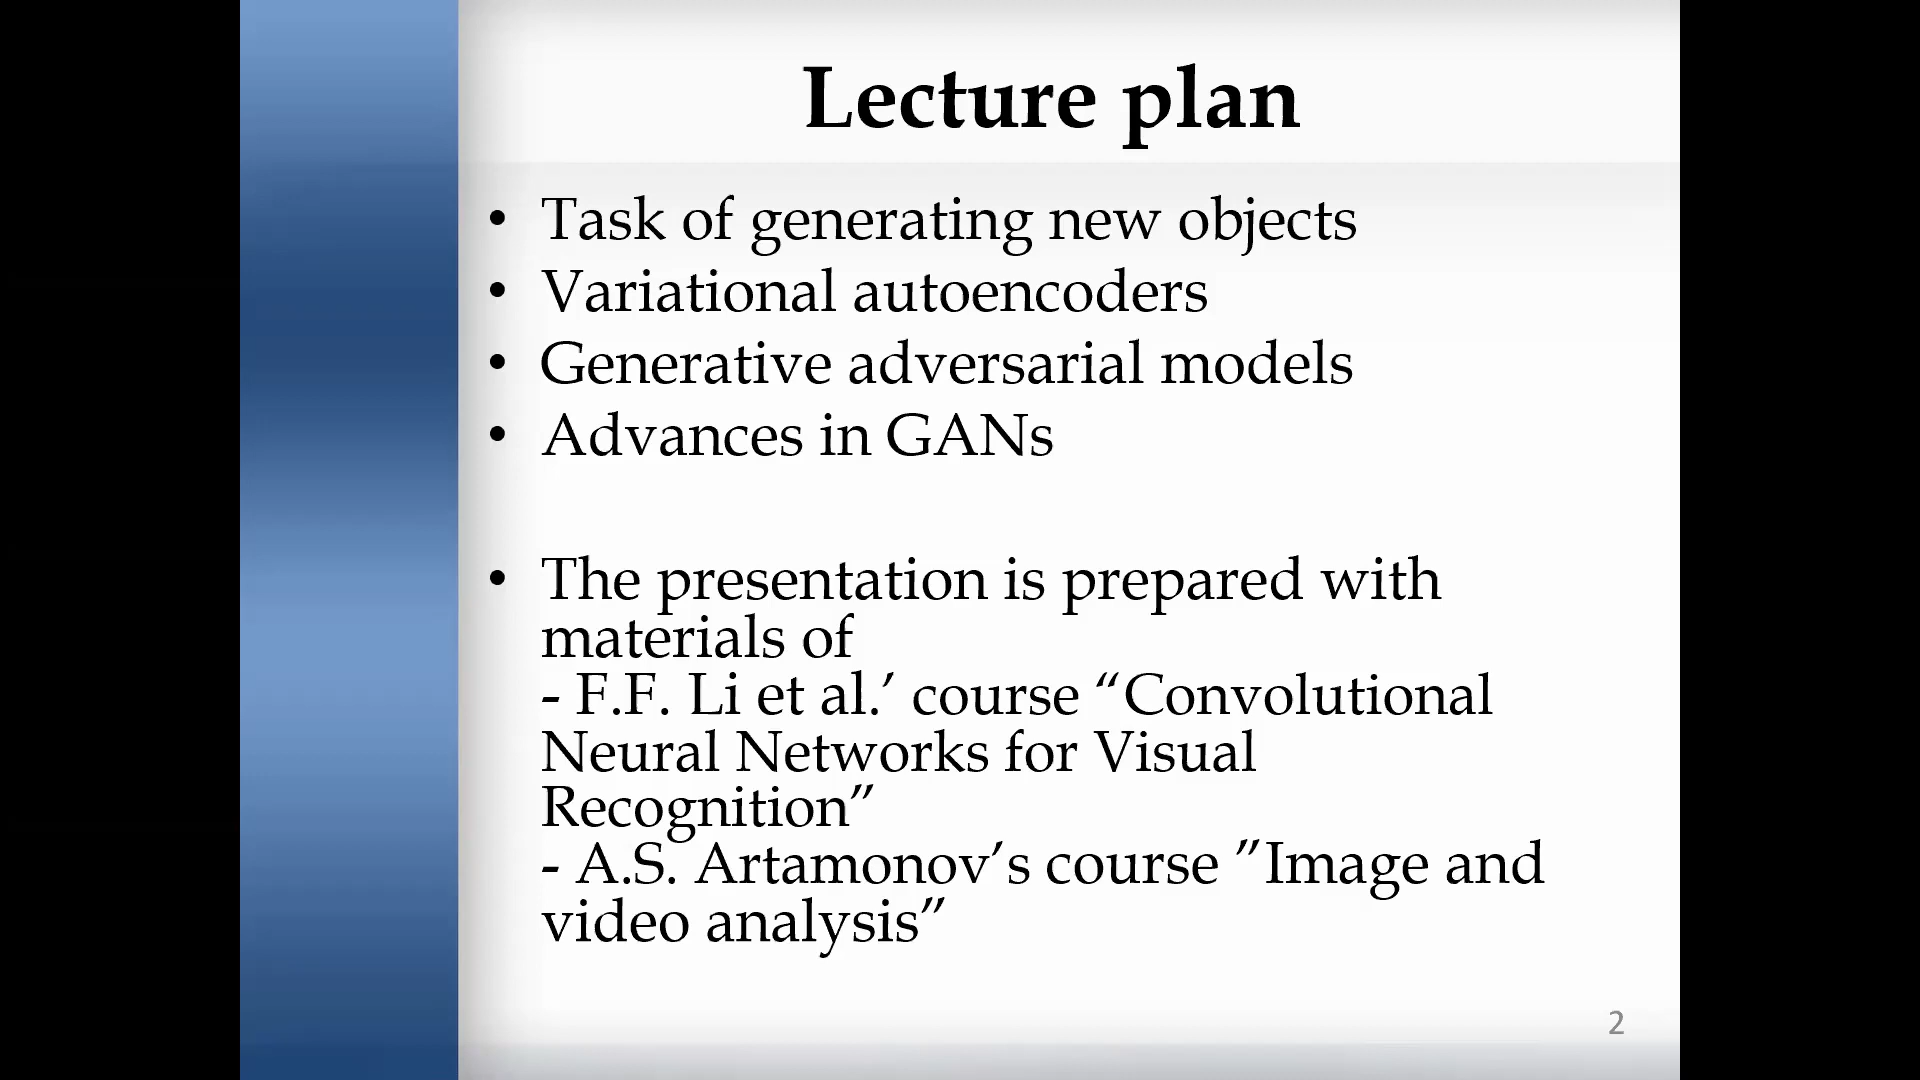 Lecture plan
• Task of generating new objects
• Variational autoencoders
• Generative adversarial models
• Advances in GANs
• The presentation is prepared with
materials of
- F.F. Li et al.’ course “Convolutional
Neural Networks for Visual
Recognition”
- A.S. Artamonov’s course ”Image and
video analysis”
2